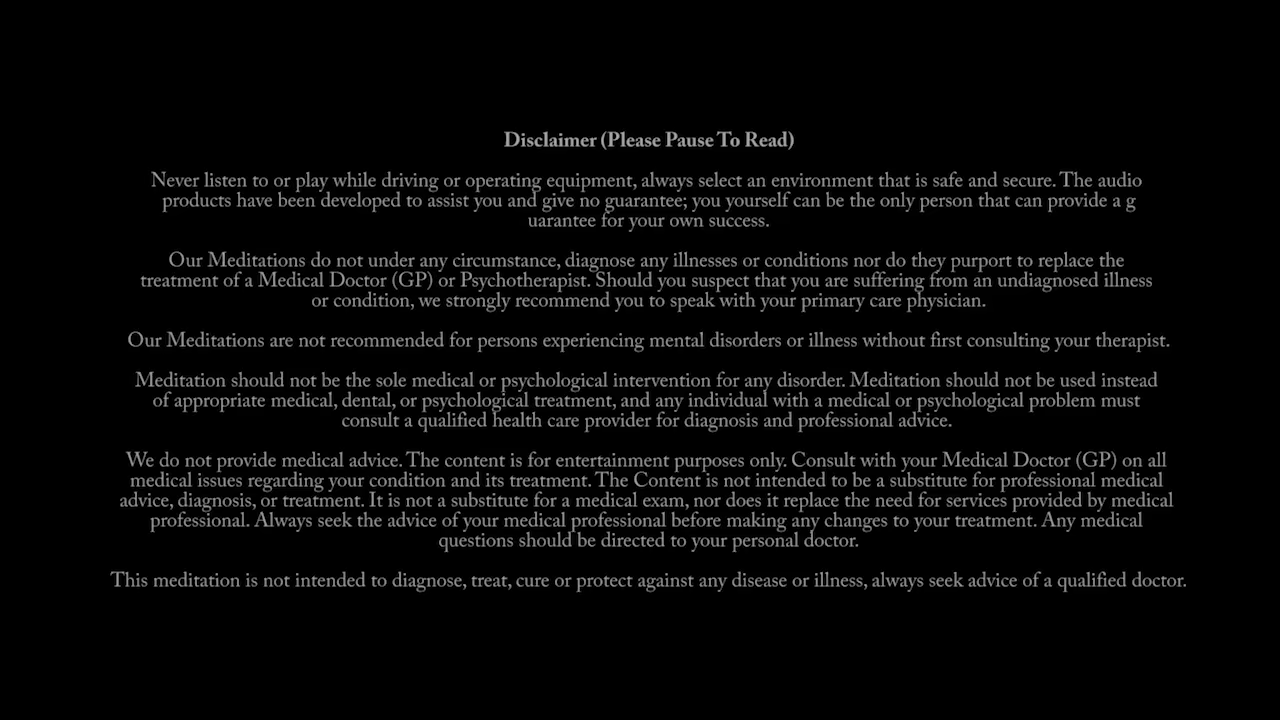 Disclaimer (Please Pause To Read)
Never listen to or play while driving or operating equipment, always select an environment that is safe and secure. The audio
products have been developed to assist you and give no guarantee; you yourself can be the only person that can provide a g
uarantee for your own success.
Our Meditations do not under any circumstance, diagnose any illnesses or conditions nor do they purport to replace the
treatment of a Medical Doctor (GP) or Psychotherapist. Should you suspect that you are suffering from an undiagnosed illness
or condition, we strongly recommend you to speak with your primary care physician.
Our Meditations are not recommended for persons experiencing mental disorders or illness without first consulting your therapist.
Meditation should not be the sole medical or psychological intervention for any disorder. Meditation should not be used instead
of appropriate medical, dental, or psychological treatment, and any individual with a medical or psychological problem must
consult a qualified health care provider for diagnosis and professional advice.
We do not provide medical advice. The content is for entertainment purposes only. Consult with your Medical Doctor (GP) on all
medical issues regarding your condition and its treatment. The Content is not intended to be a substitute for professional medical
advice, diagnosis, or treatment. It is not a substitute for a medical exam, nor does it replace the need for services provided by medical
professional. Always seek the advice of your medical professional before making any changes to your treatment. Any medical
questions should be directed to your personal doctor.
This meditation is not intended to diagnose, treat, cure or protect against any disease or illness, always seek advice of a qualified doctor.